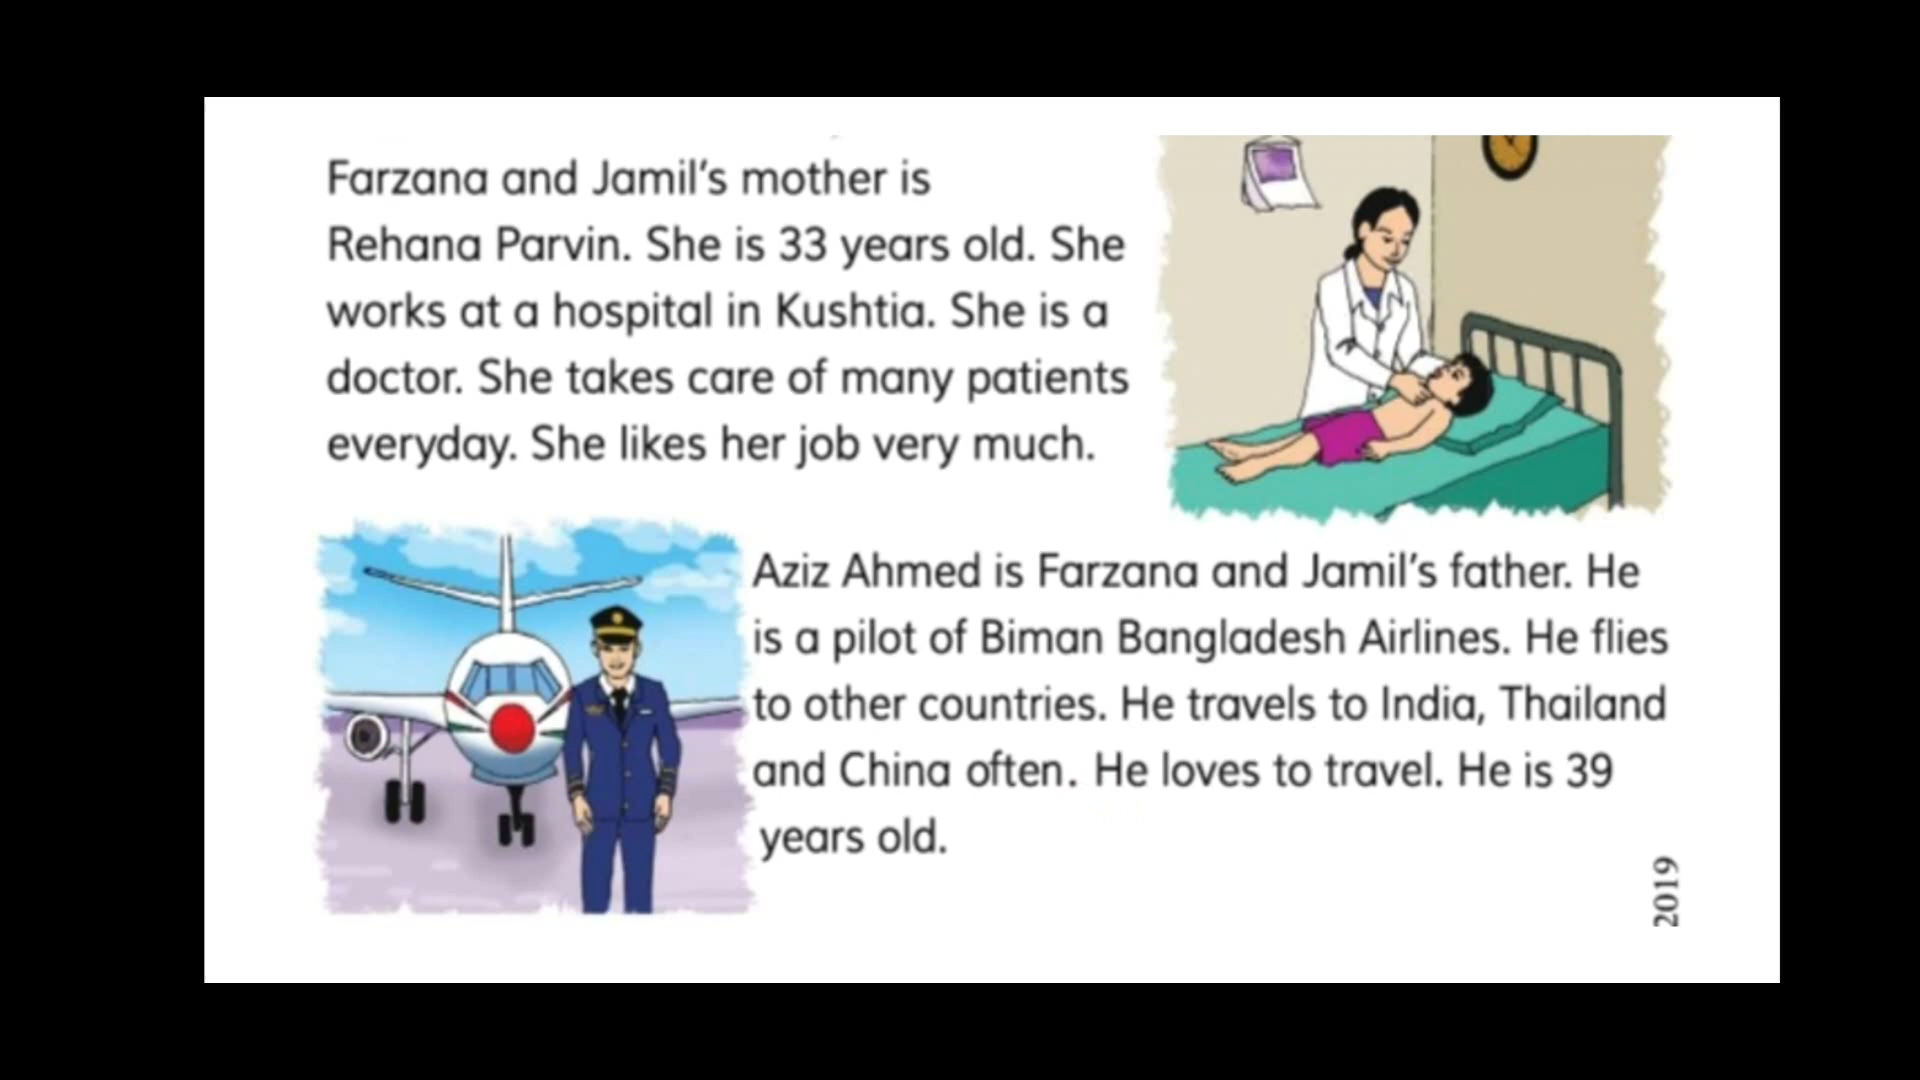 Farzana and Jamil's mother is
Rehana Parvin. She is 33 years old. She
works at a hospital in Kushtia. She is a
doctor. She takes care of many patients
everyday. She likes her job very much.
Aziz Ahmed is Farzana and Jamil's father. He
is a pilot of Biman Bangladesh Airlines. He flies
to other countries. He travels to India, Thailand
and China often. He loves to travel. He is 39
years old.
2019